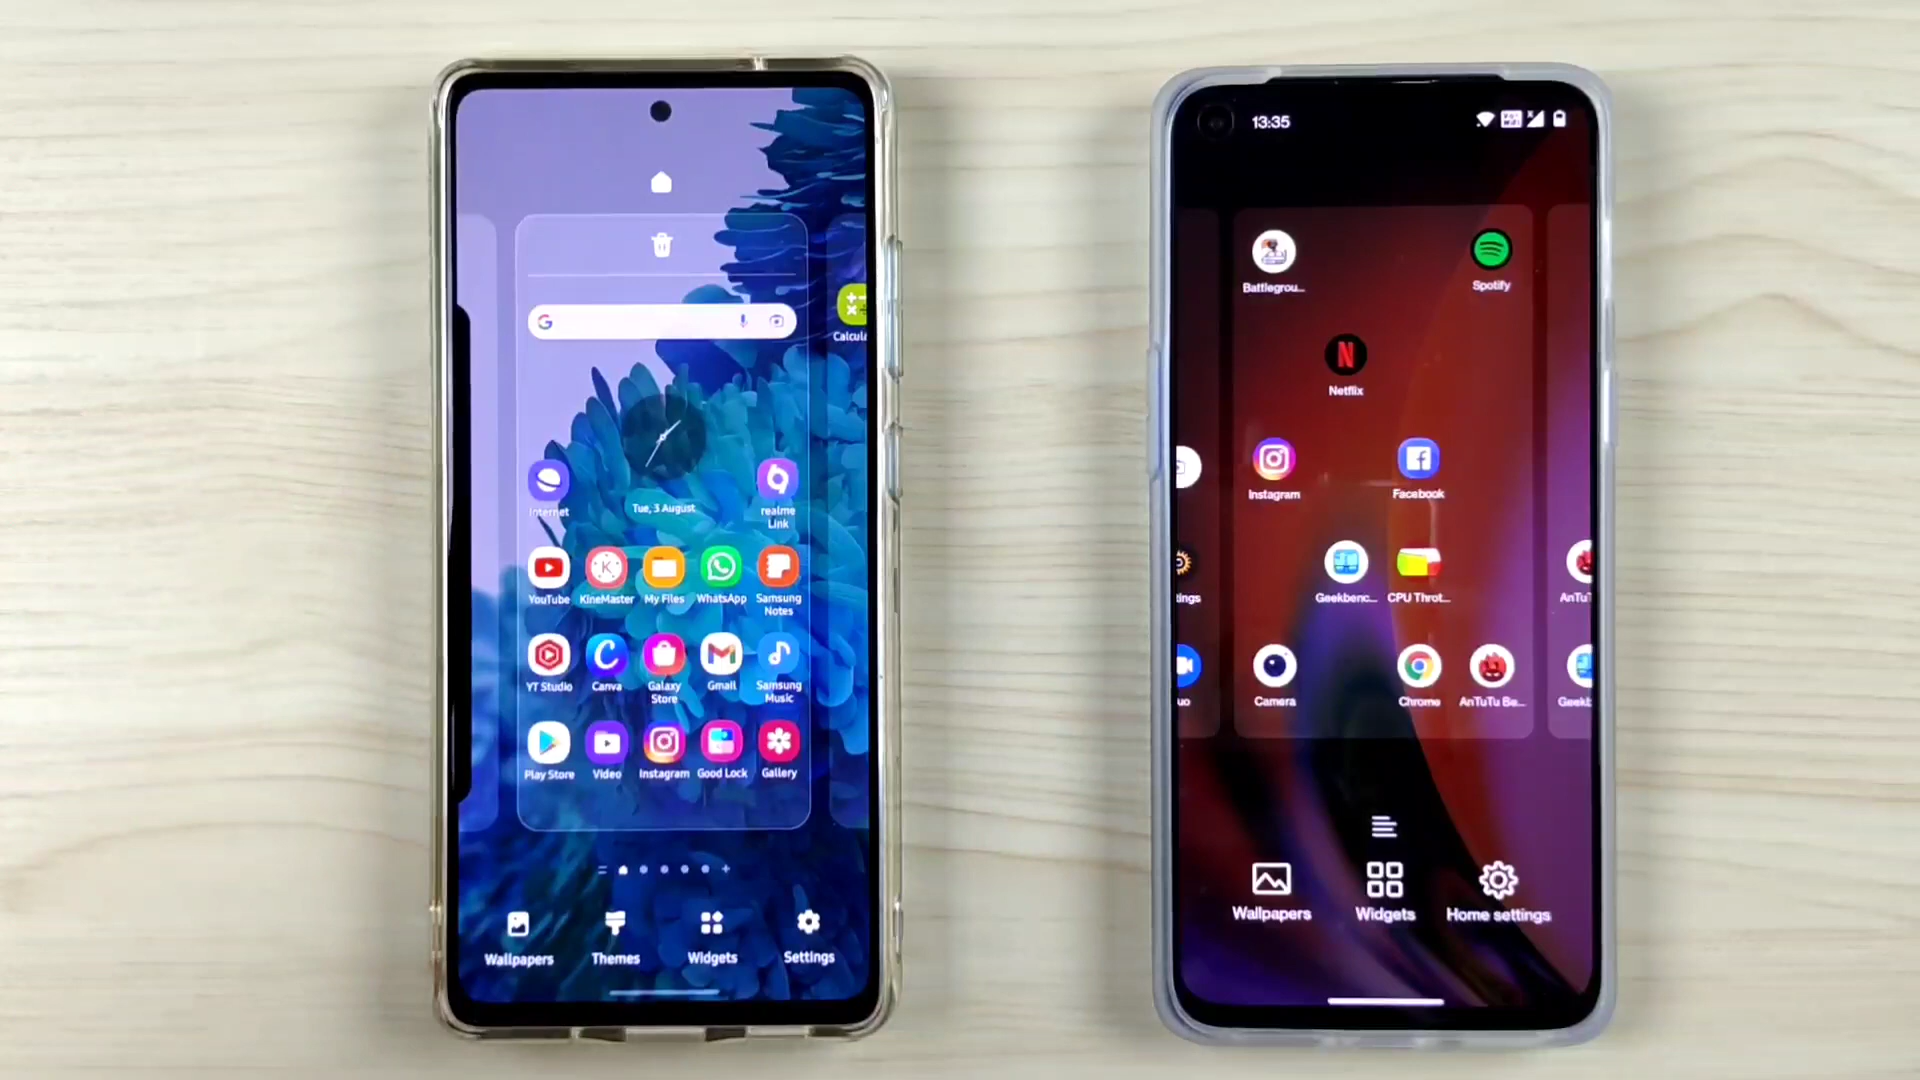 Calcula
Tue, 3 August
Internet
realme
Link
YouTube
KineMaster
My Files
WhatsApp
Samsung
Notes
YT Studio
Canva
Galaxy
Store
Gmail
Samsung
Music
Play Store
Video
Instagram
Good Lock
Gallery
Wallpapers
Themes
Widgets
Settings
13:35
Battlegrou...
Spotify
N
Netflix
Instagram
Facebook
tings
Geekbenc...
CPU Throt...
AnTuT
uo
Camera
Chrome
AnTuTu Be...
Geekb
Wallpapers
Widgets
Home settings